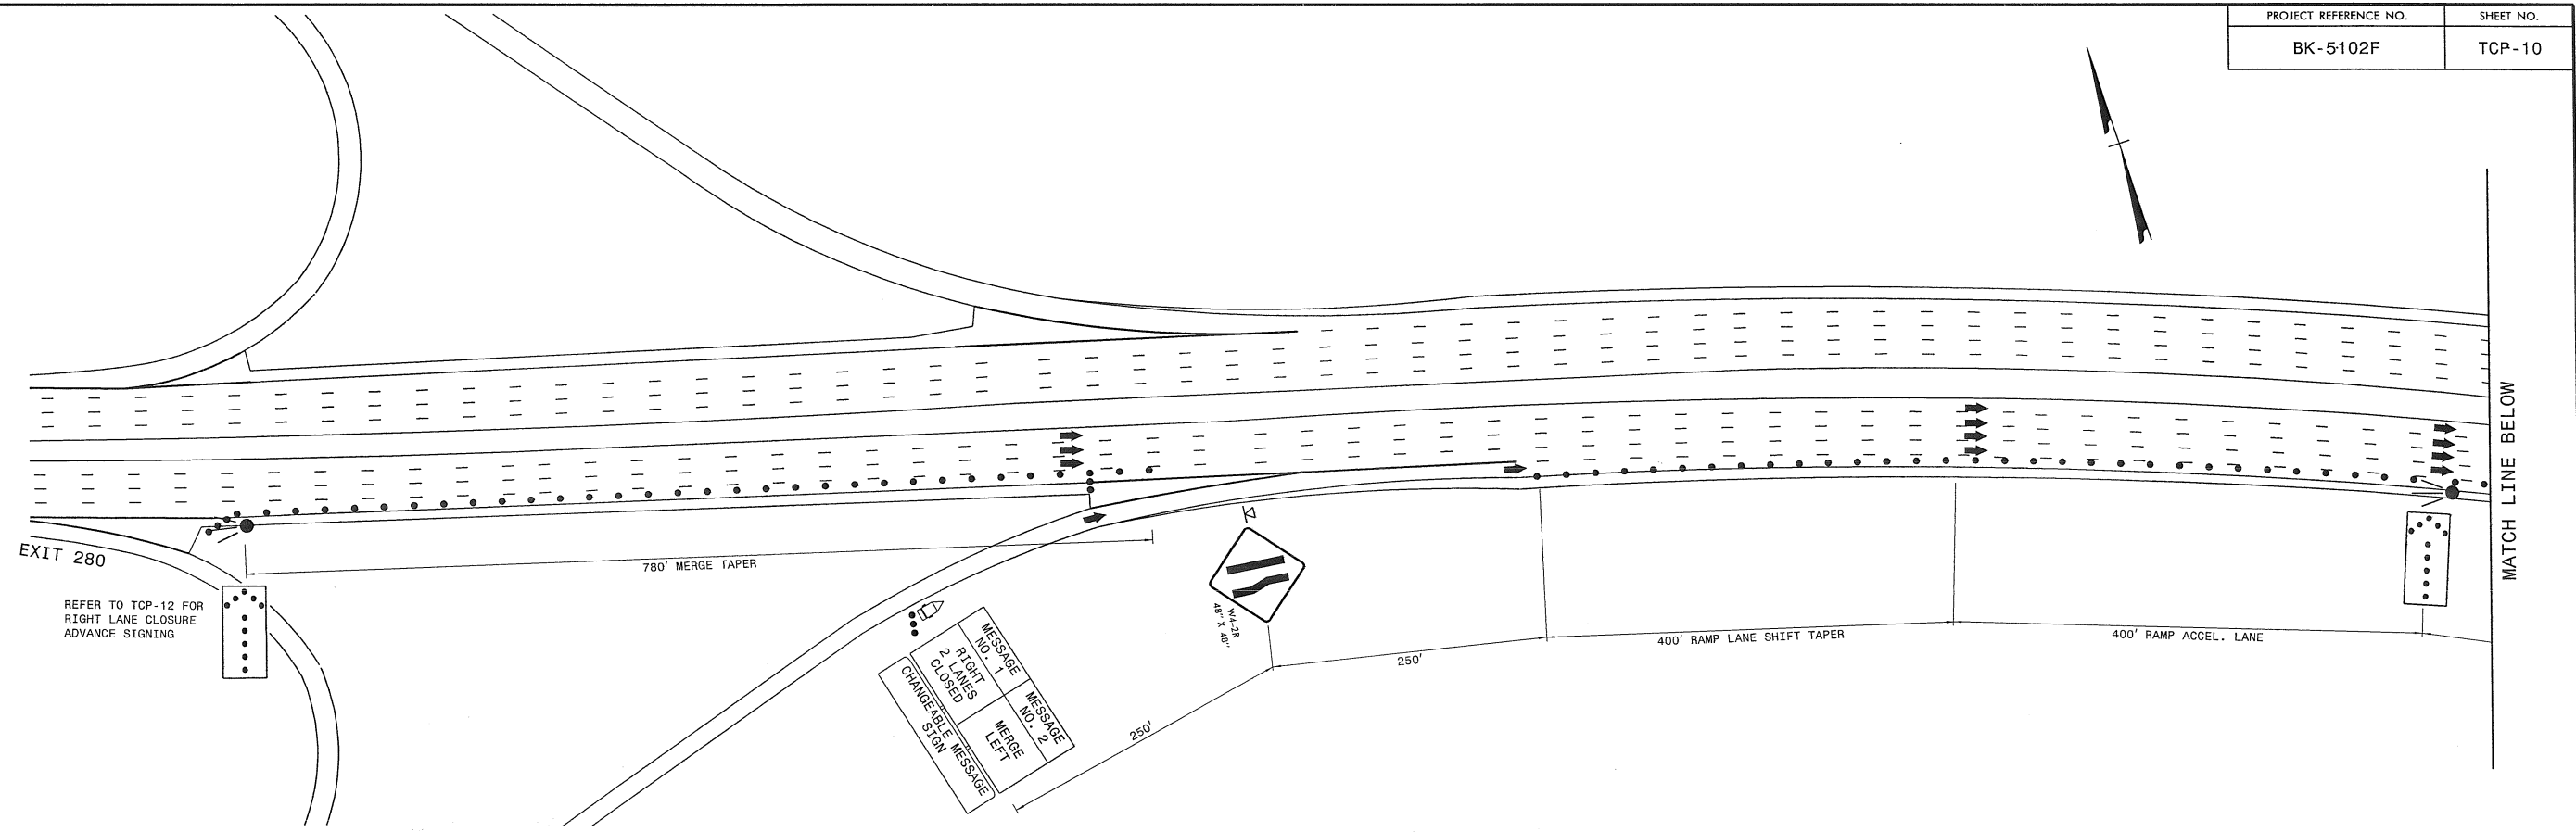 PROJECT REFERENCE NO.
SHEET NO.
BK-5102F
TCP-10
EXIT 280
REFER TO TCP-12 FOR
RIGHT LANE CLOSURE
ADVANCE SIGNING
780' MERGE TAPER
MESSAGE
NO. 1
MESSAGE
NO. 2
RIGHT
2 LANES
CLOSED
MERGE
LEFT
"CHANGEABLE MESSAGE"
SIGN
W4-2R
48" X 48"
250'
250'
400' RAMP LANE SHIFT TAPER
400' RAMP ACCEL. LANE
MATCH LINE BELOW